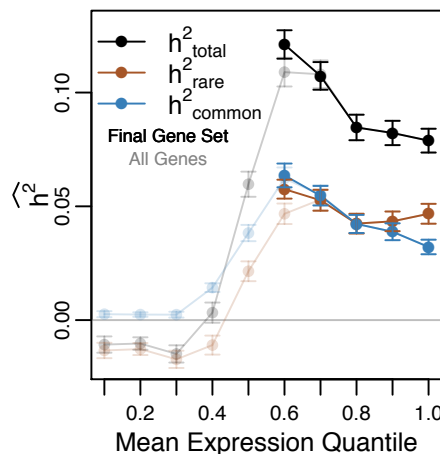 h²total
h²rare
h²common
Final Gene Set
All Genes
0.10
0.05
0.00
ĥ²
0.2 0.4 0.6 0.8 1.0
Mean Expression Quantile